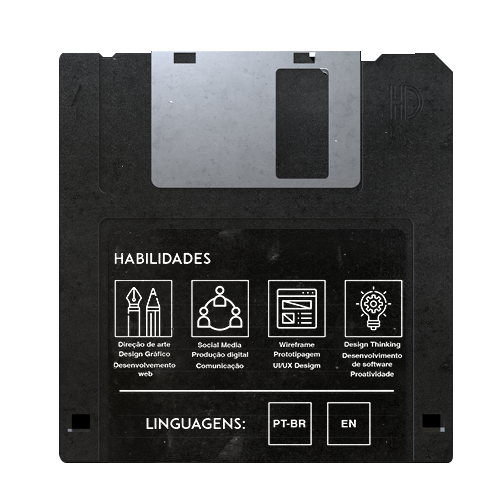 HD
HABILIDADES
Direção de arte
Design Gráfico
Desenvolvemento
web
Social Media
Produção digital
Comunicação
Wireframe
Prototipagem
UI/UX Desigm
Design Thinking
Desenvolvimento
de software
Proatividade
LINGUAGENS: PT-BR EN